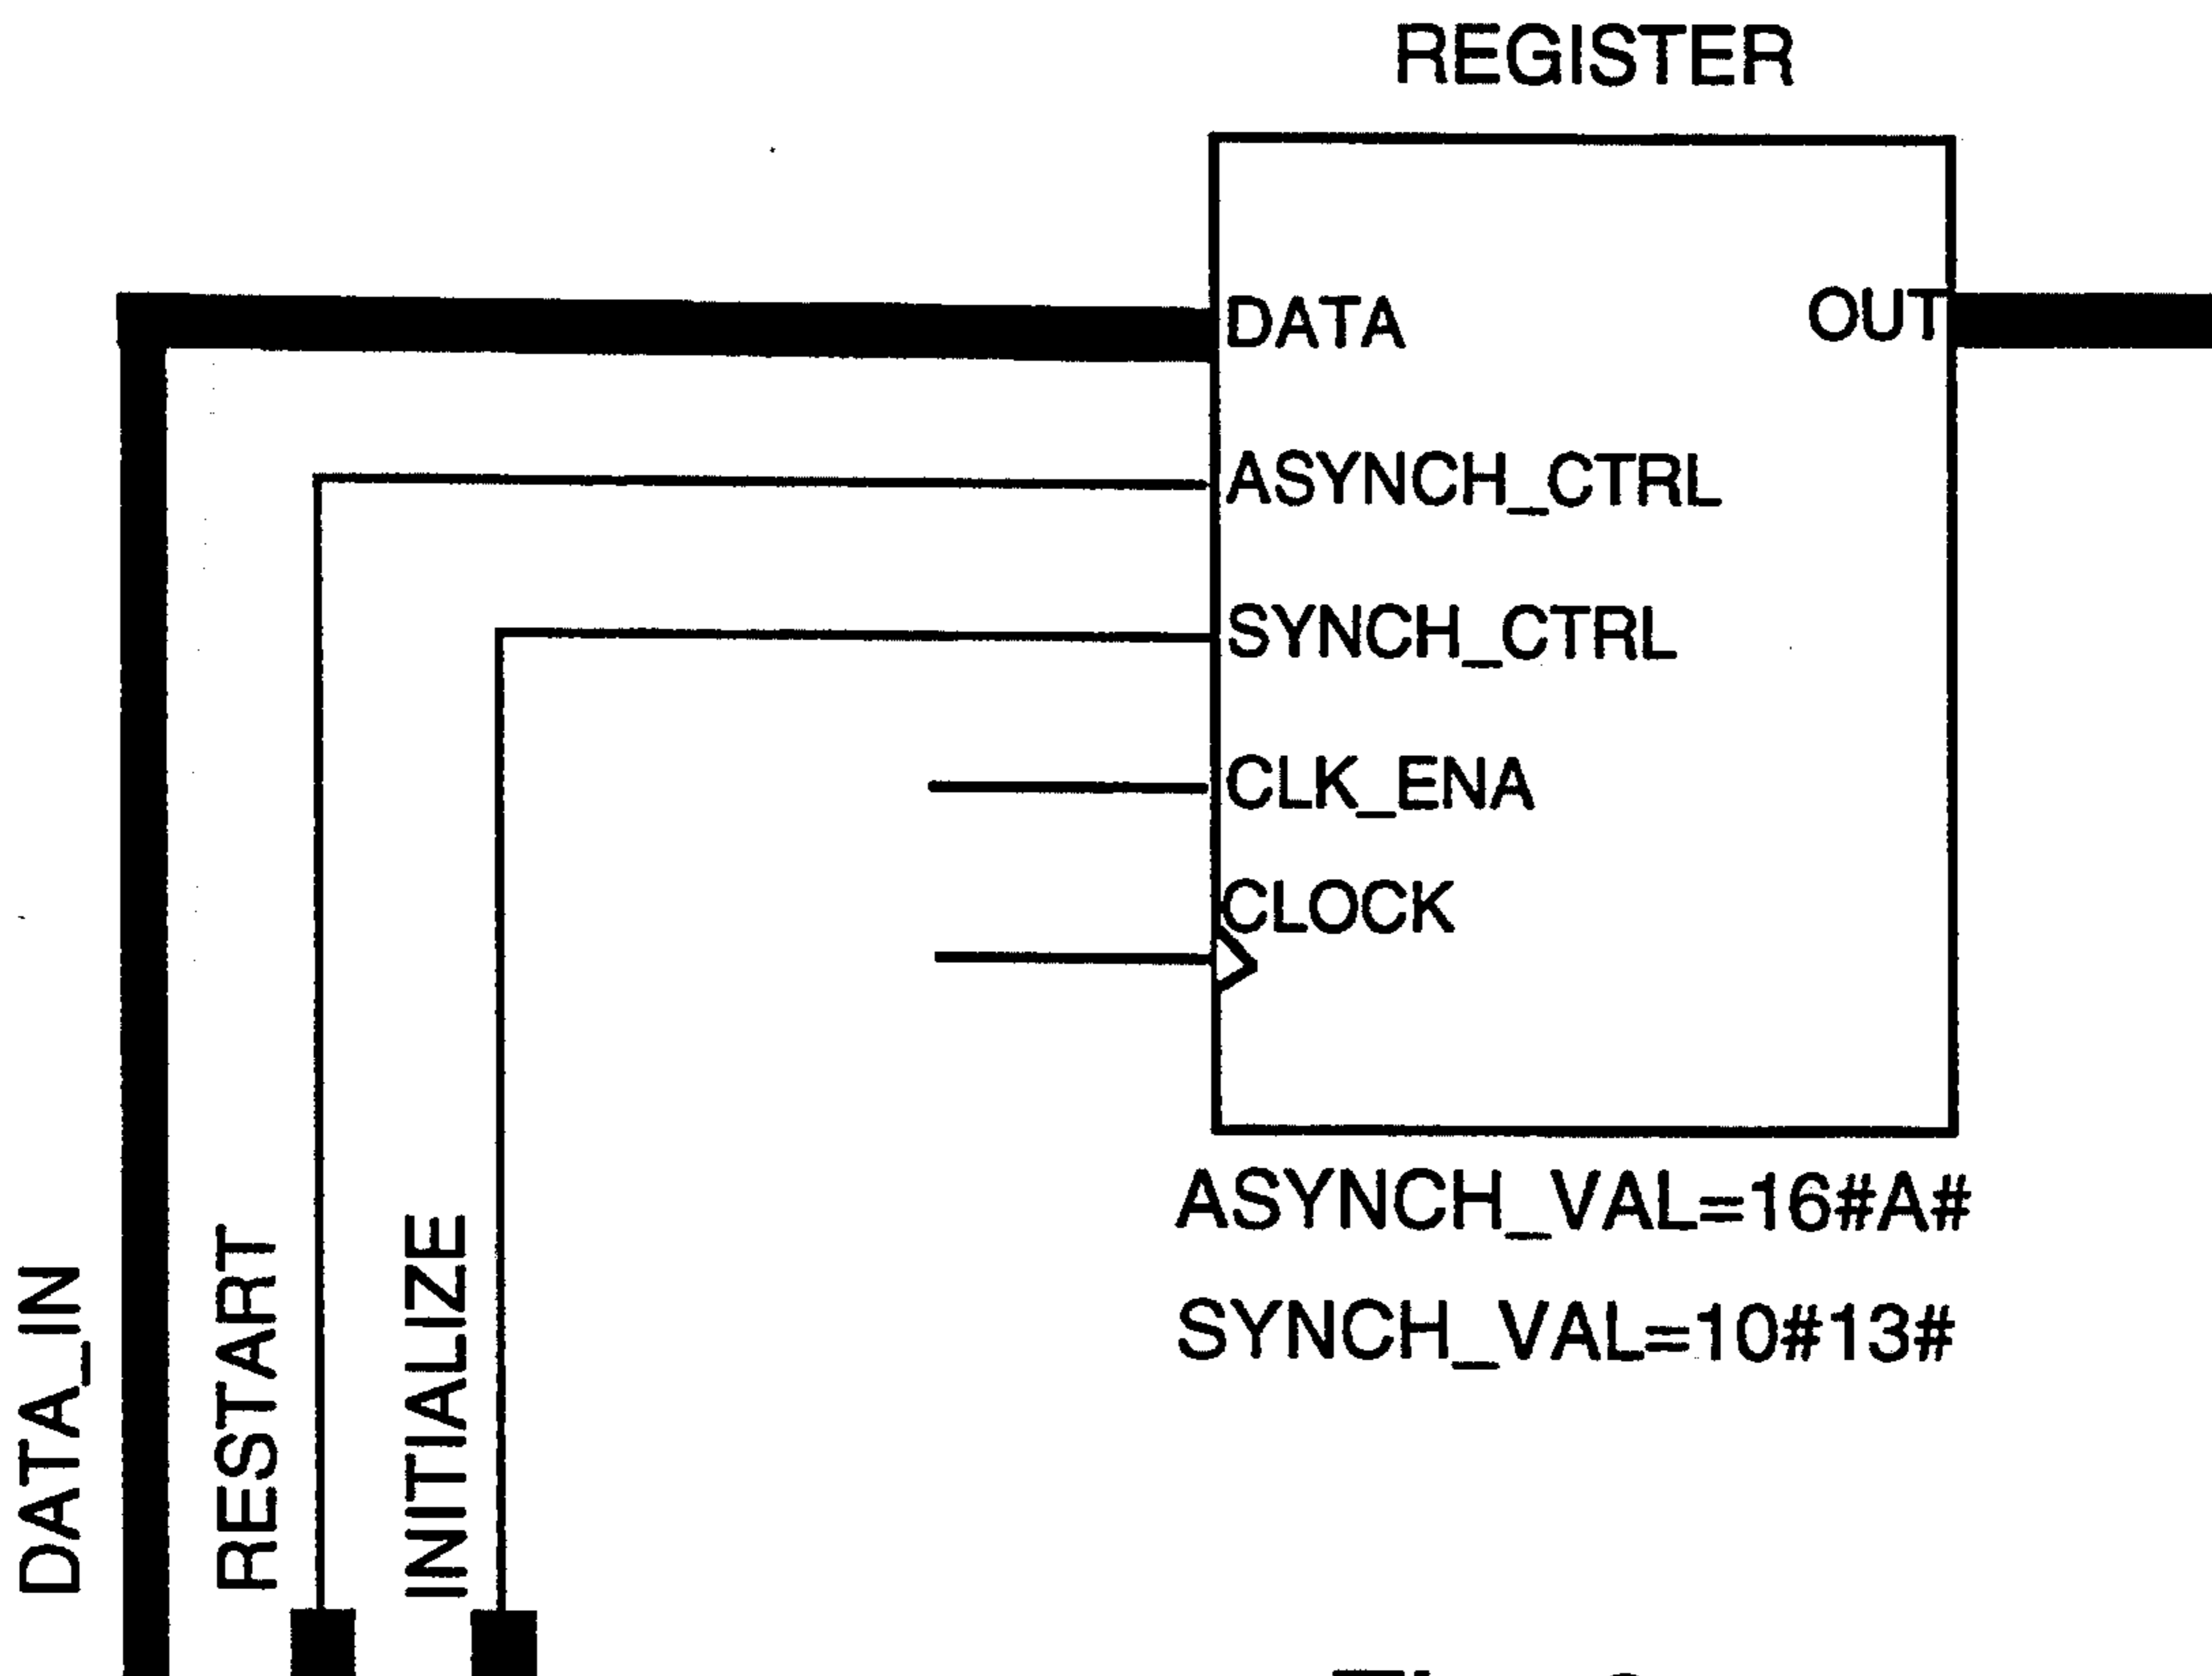 REGISTER
DATA
OUT
ASYNCH_CTRL
SYNCH_CTRL
CLK_ENA
CLOCK
ASYNCH_VAL=16#A#
SYNCH_VAL=10#13#
DATA_IN
RESTART
INITIALIZE